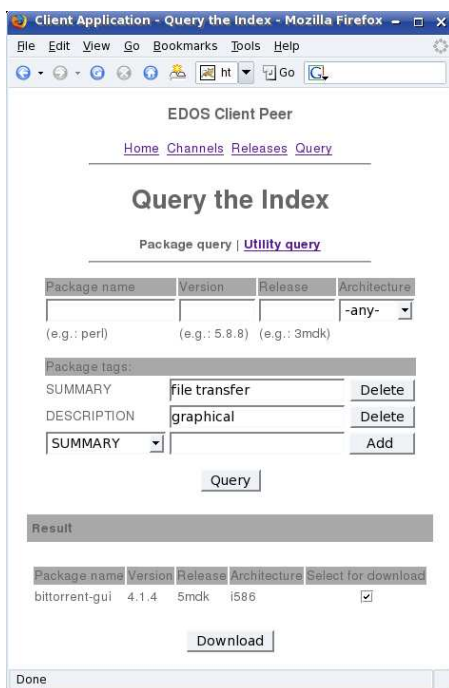 Client Application - Query the Index - Mozilla Firefox
File Edit View Go Bookmarks Tools Help
ht Go G
EDOS Client Peer
Home Channels Releases Query
Query the Index
Package query | Utility query
Package name Version Release Architecture
-any-
(e.g.: perl) (e.g.: 5.8.8) (e.g.: 3mdk)
Package tags:
SUMMARY file transfer Delete
DESCRIPTION graphical Delete
SUMMARY Add
Query
Result
Package name Version Release Architecture Select for download
bittorrent-gui 4.1.4 5mdk i586
Download
Done